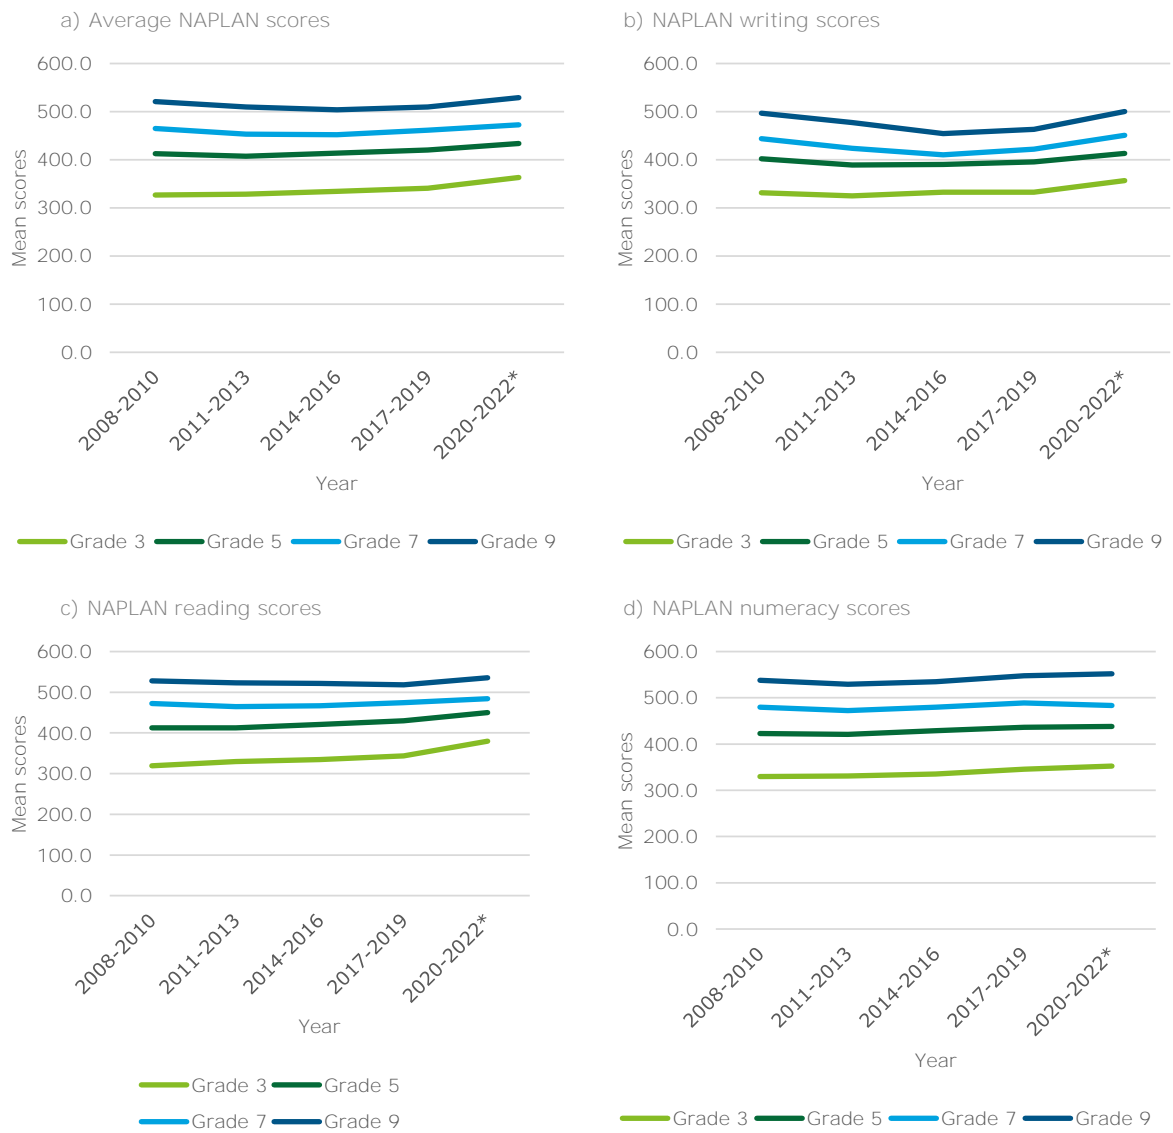 a) Average NAPLAN scores
600.0
500.0
400.0
300.0
200.0
100.0
0.0
Mean scores
2008-2010
2011-2013
2014-2016
2017-2019
2020-2022*
Year
Grade 3 Grade 5 Grade 7 Grade 9
b) NAPLAN writing scores
600.0
500.0
400.0
300.0
200.0
100.0
0.0
Mean scores
2008-2010
2011-2013
2014-2016
2017-2019
2020-2022*
Year
Grade 3 Grade 5 Grade 7 Grade 9
c) NAPLAN reading scores
600.0
500.0
400.0
300.0
200.0
100.0
0.0
Mean scores
2008-2010
2011-2013
2014-2016
2017-2019
2020-2022*
Year
Grade 3 Grade 5
Grade 7 Grade 9
d) NAPLAN numeracy scores
600.0
500.0
400.0
300.0
200.0
100.0
0.0
Mean scores
2008-2010
2011-2013
2014-2016
2017-2019
2020-2022*
Year
Grade 3 Grade 5 Grade 7 Grade 9